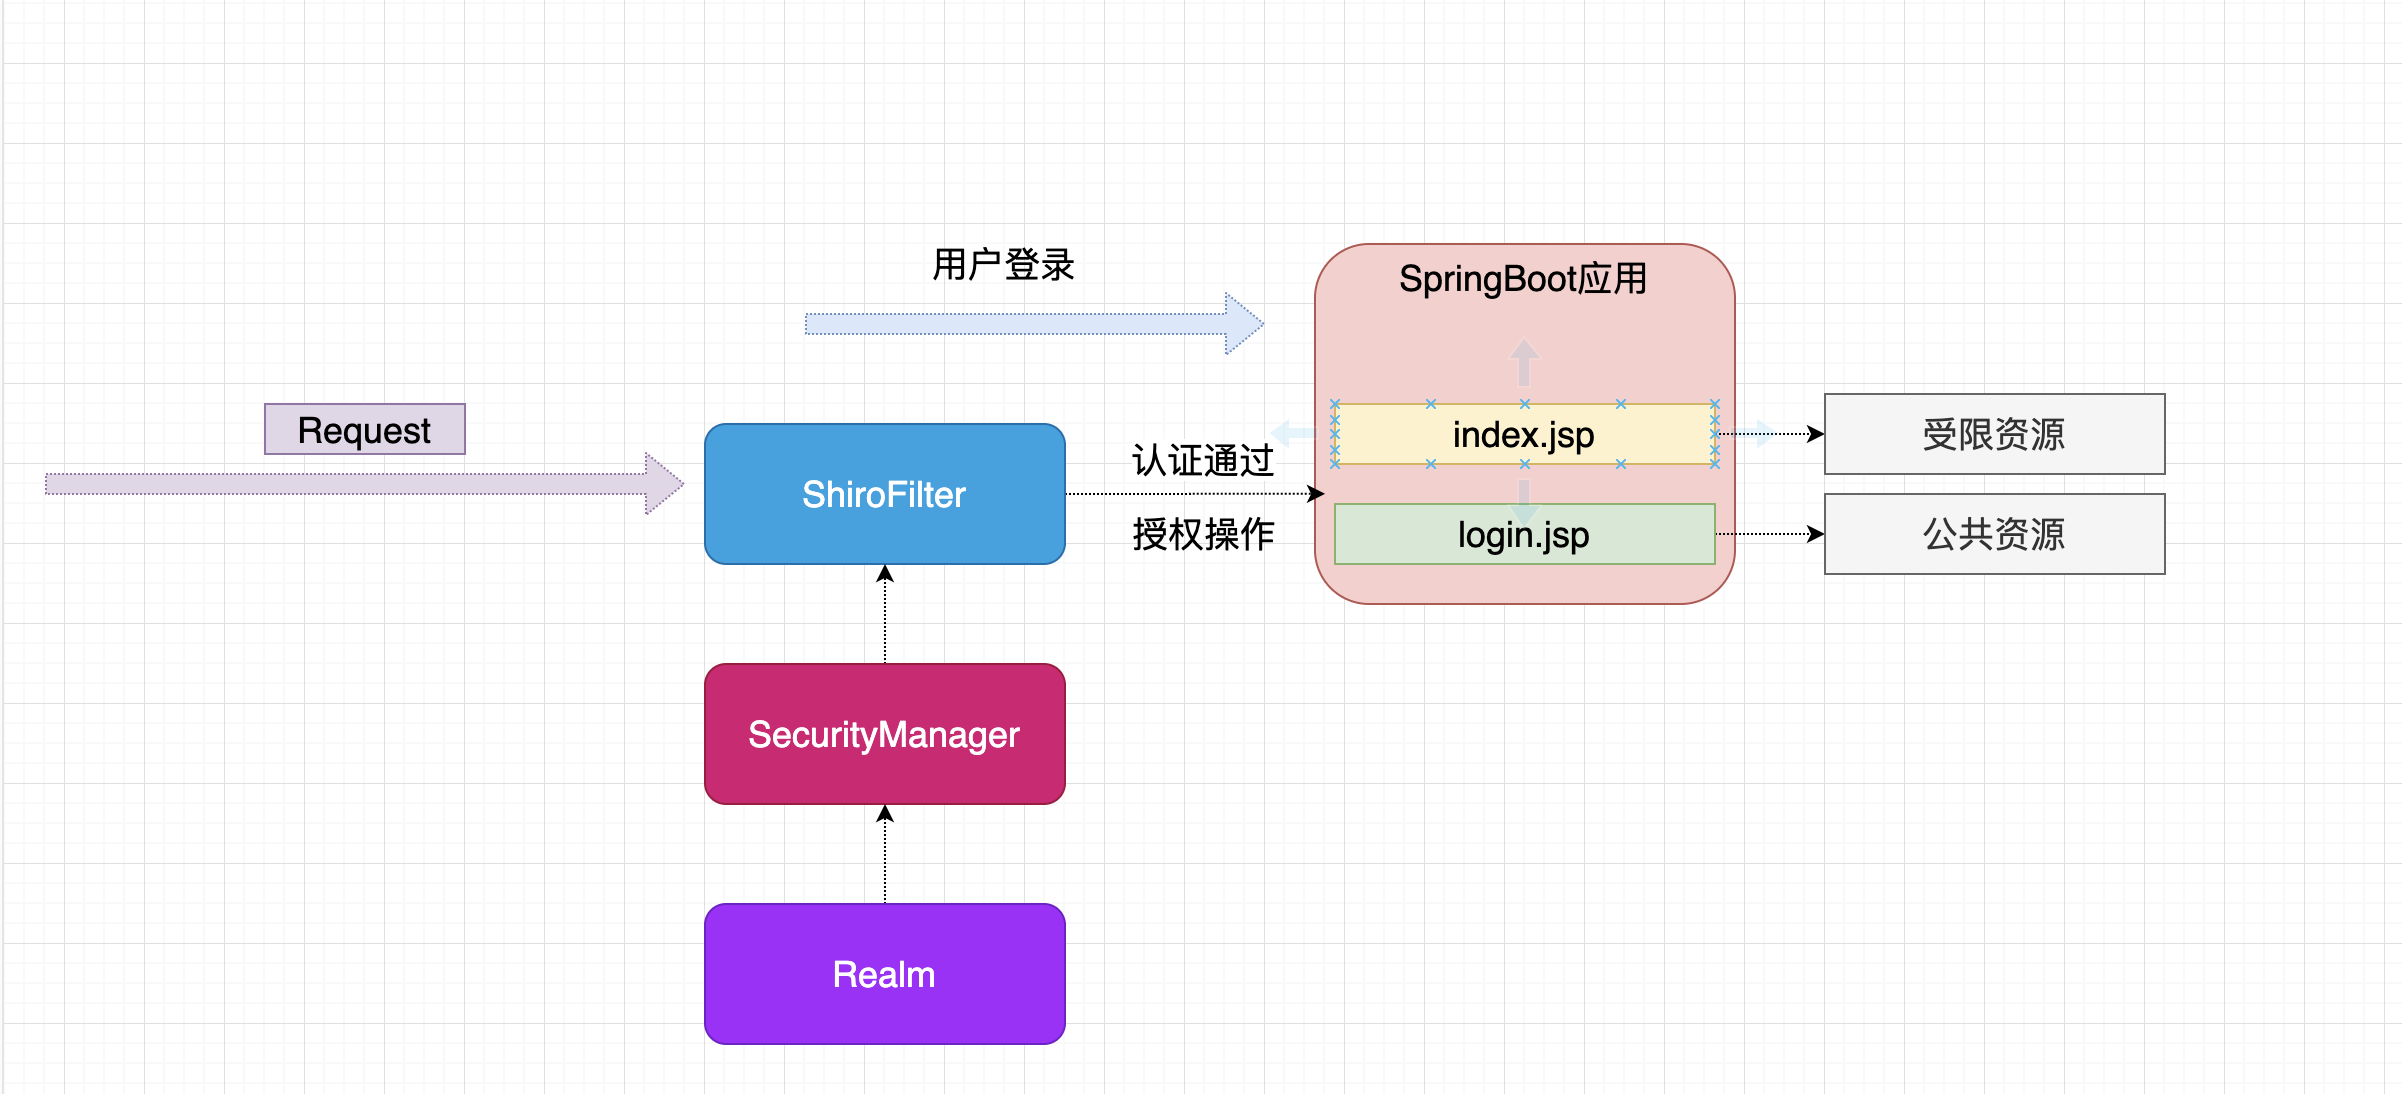 用户登录
SpringBoot应用
Request
index.jsp
受限资源
认证通过
ShiroFilter
授权操作
login.jsp
公共资源
SecurityManager
Realm